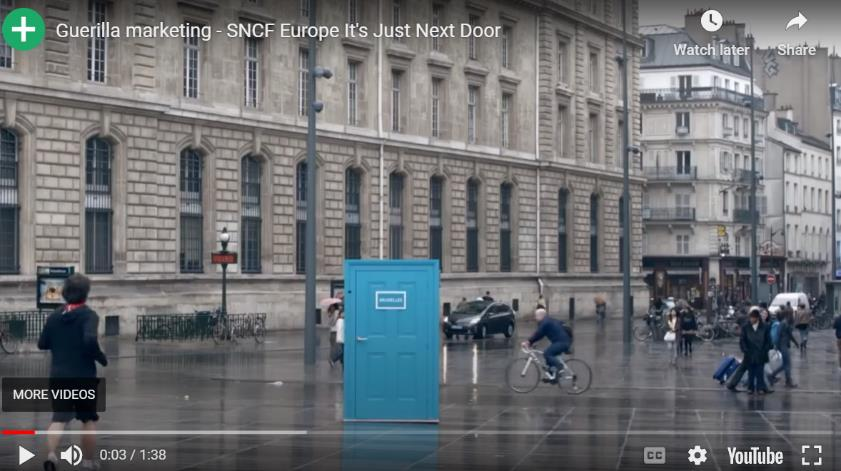 Guerilla marketing - SNCF Europe It's Just Next Door
Watch later
Share
BRUXELLES
MORE VIDEOS
0:03 / 1:38
CC
YouTube